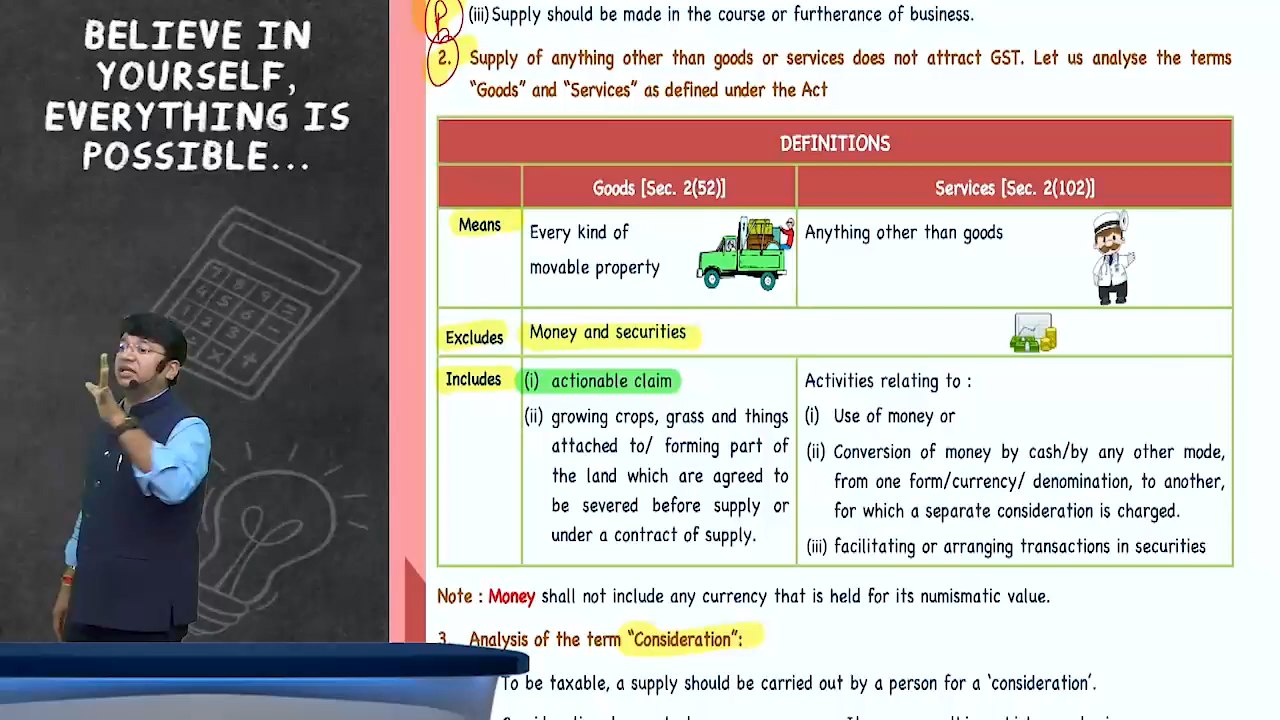 BELIEVE IN
YOURSELF,
EVERYTHING IS
POSSIBLE...
(iii) Supply should be made in the course or furtherance of business.
2. Supply of anything other than goods or services does not attract GST. Let us analyse the terms
“Goods” and “Services” as defined under the Act
DEFINITIONS
Goods [Sec. 2(52)]
Services [Sec. 2(102)]
Means
Every kind of
movable property
Anything other than goods
Excludes
Money and securities
Includes
(i) actionable claim
(ii) growing crops, grass and things
attached to/ forming part of
the land which are agreed to
be severed before supply or
under a contract of supply.
Activities relating to :
(i) Use of money or
(ii) Conversion of money by cash/by any other mode,
from one form/currency/ denomination, to another,
for which a separate consideration is charged.
(iii) facilitating or arranging transactions in securities
Note : Money shall not include any currency that is held for its numismatic value.
3. Analysis of the term “Consideration”:
To be taxable, a supply should be carried out by a person for a ‘consideration’.